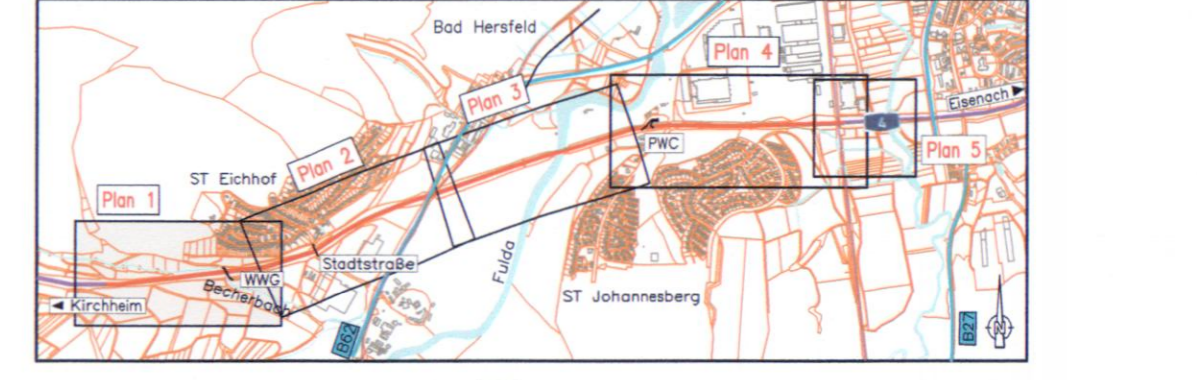 Bad Hersfeld
Plan 4
Plan 3
Eisenach
4
PWC
Plan 5
Plan 2
ST Eichhof
Plan 1
Stadtstraße
WWG
Becherbach
Kirchheim
Fulda
ST Johannesberg
B62
B27